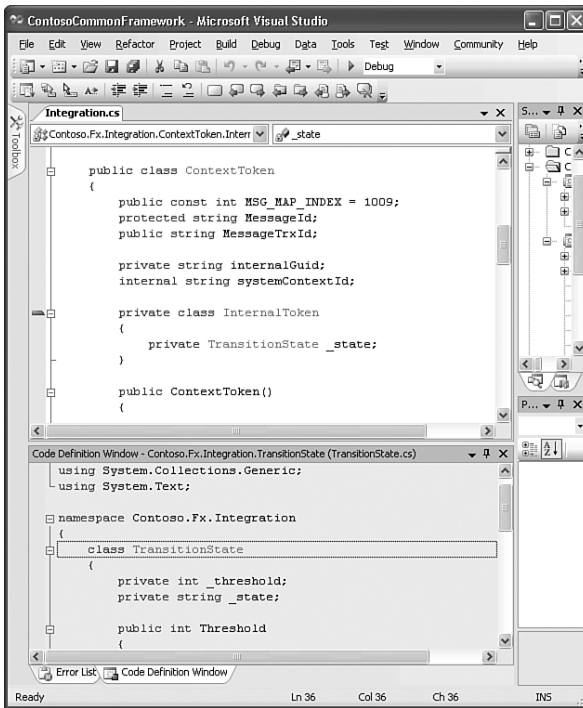 ContosoCommonFramework - Microsoft Visual Studio
File Edit View Refactor Project Build Debug Data Tools Test Window Community Help
Debug
Integration.cs
S...
Toolbox
Contoso.Fx.Integration.ContextToken.Interr
_state
public class ContextToken
{
public const int MSG_MAP_INDEX = 1009;
protected string MessageId;
public string MessageTrxId;
private string internalGuid;
internal string systemContextId;
private class InternalToken
{
private TransitionState _state;
}
public ContextToken()
{
P...
Code Definition Window - Contoso.Fx.Integration.TransitionState (TransitionState.cs)
using System.Collections.Generic;
using System.Text;
namespace Contoso.Fx.Integration
{
class TransitionState
{
private int _threshold;
private string _state;
public int Threshold
{
Error List Code Definition Window
Ready Ln 36 Col 36 Ch 36 INS